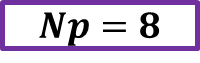 Np = 8